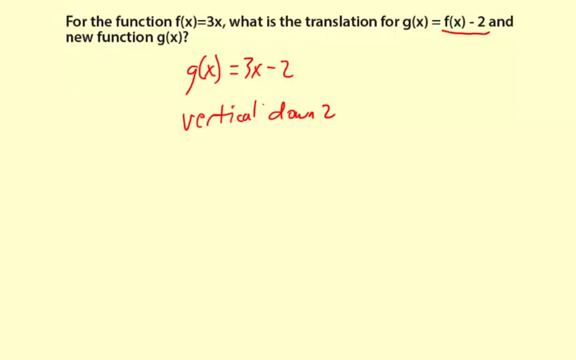 For the function f(x)=3x, what is the translation for g(x) = f(x) - 2 and
new function g(x)?
g(x) = 3x - 2
vertical down 2